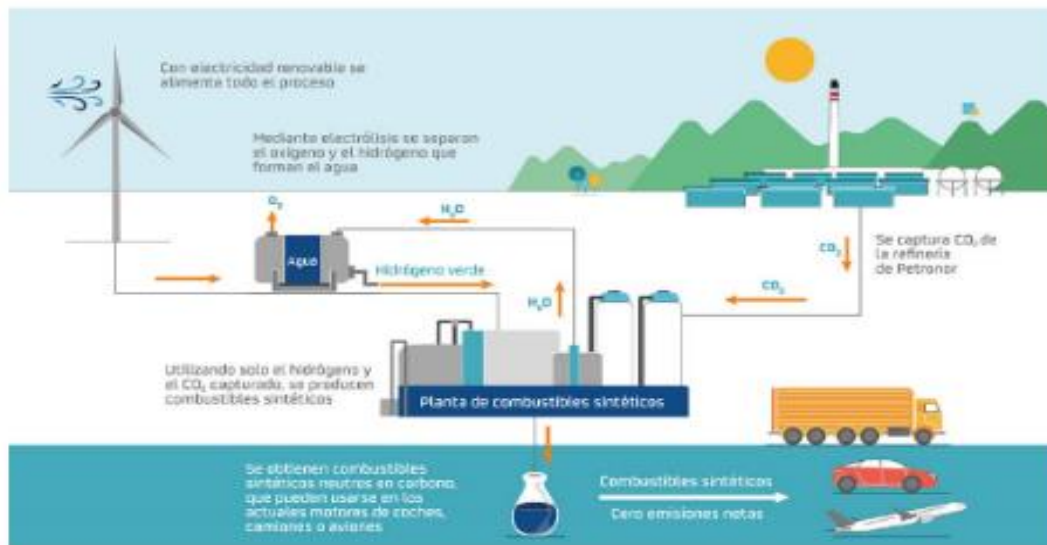 Con electricidad renovable se
alimenta todo el proceso
Mediante electrólisis se separan
el oxígeno y el hidrógeno que
forman el agua
O₂
H₂O
Agua
Hidrógeno verde
H₂O
CO₂
CO₂
Se captura CO₂ de
la refinería
de Petronor
Utilizando solo el hidrógeno y
el CO₂ capturado, se producen
combustibles sintéticos
Planta de combustibles sintéticos
Se obtienen combustibles
sintéticos neutros en carbono,
que pueden usarse en los
actuales motores de coches,
camiones o aviones
Combustibles sintéticos
Cero emisiones netas